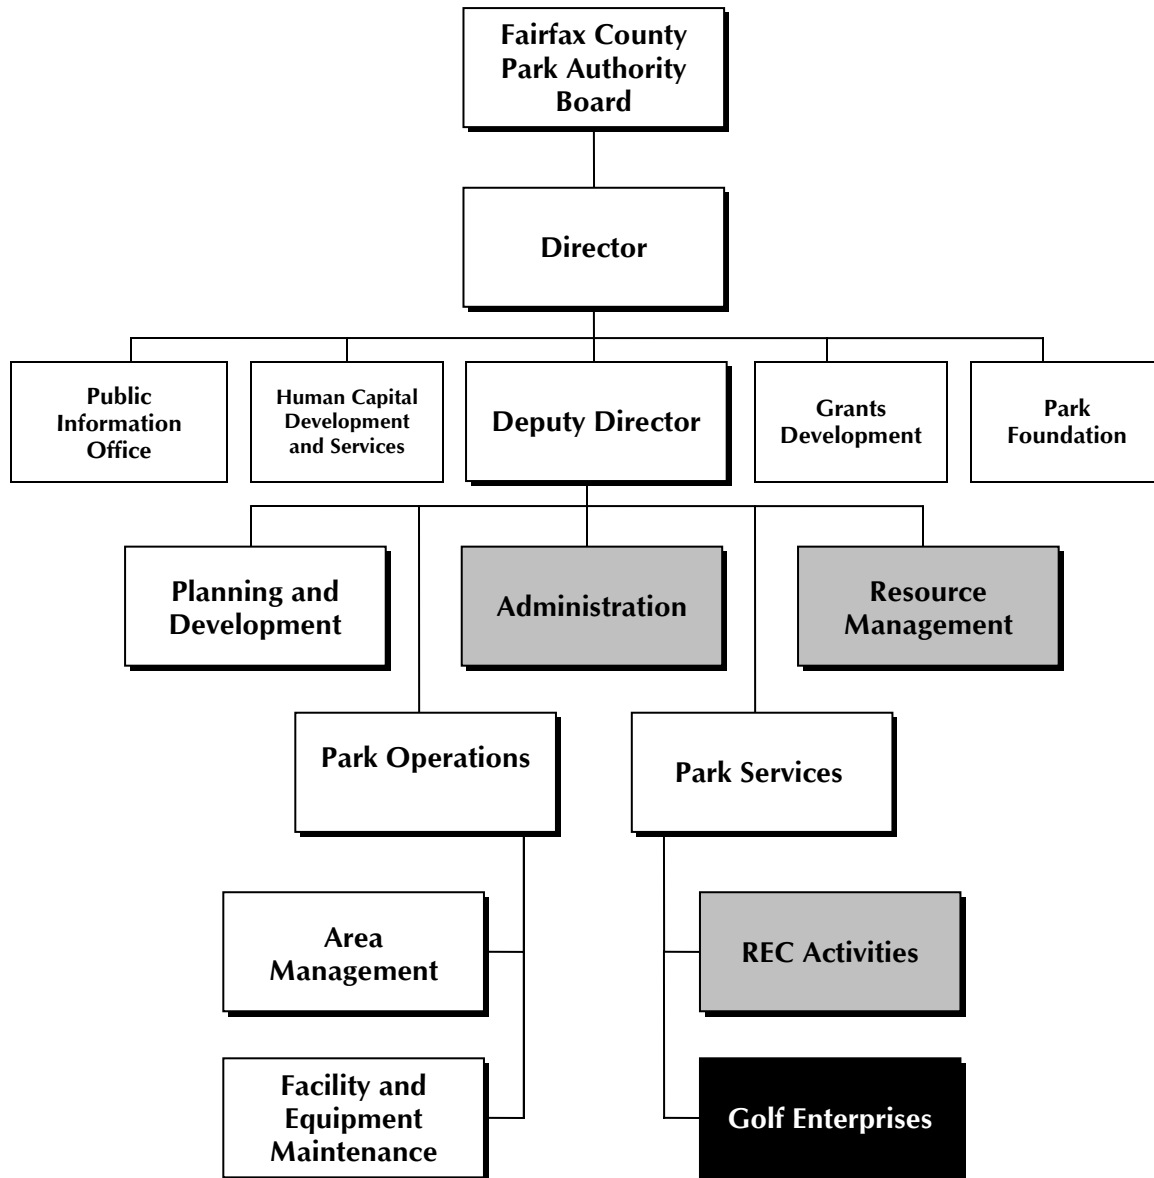 Fairfax County
Park Authority
Board
Director
Public
Information
Office
Human Capital
Development
and Services
Deputy Director
Grants
Development
Park
Foundation
Planning and
Development
Administration
Resource
Management
Park Operations
Park Services
Area
Management
REC Activities
Facility and
Equipment
Maintenance
Golf Enterprises